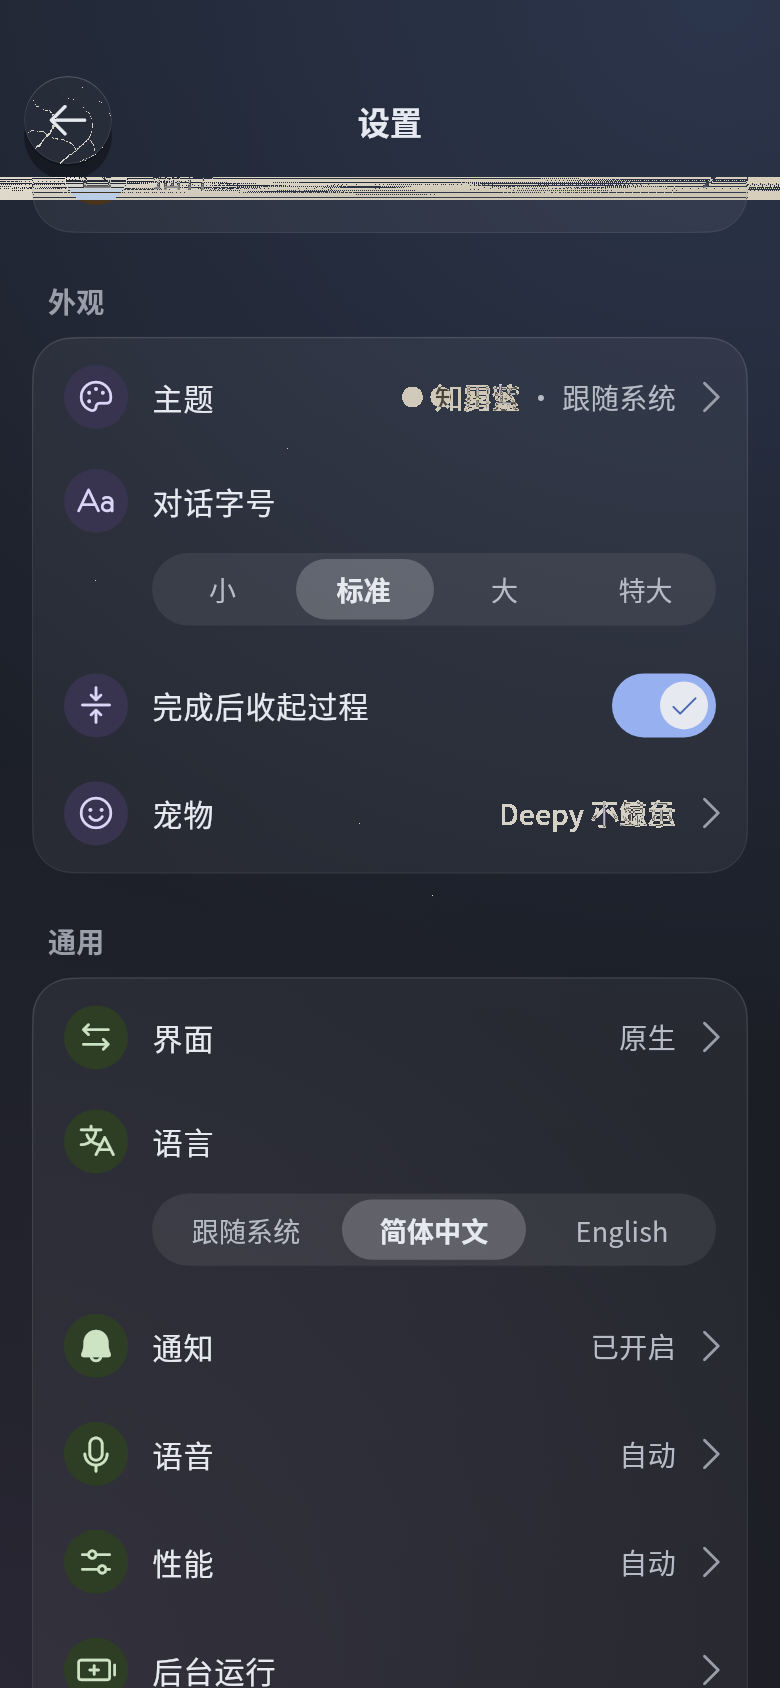 设置
外观
主题
• 跟随系统
Aa
对话字号
小 标准 大 特大
完成后收起过程
宠物
Deepy
通用
界面
原生
语言
跟随系统 简体中文 English
通知
已开启
语音
自动
性能
自动
后台运行